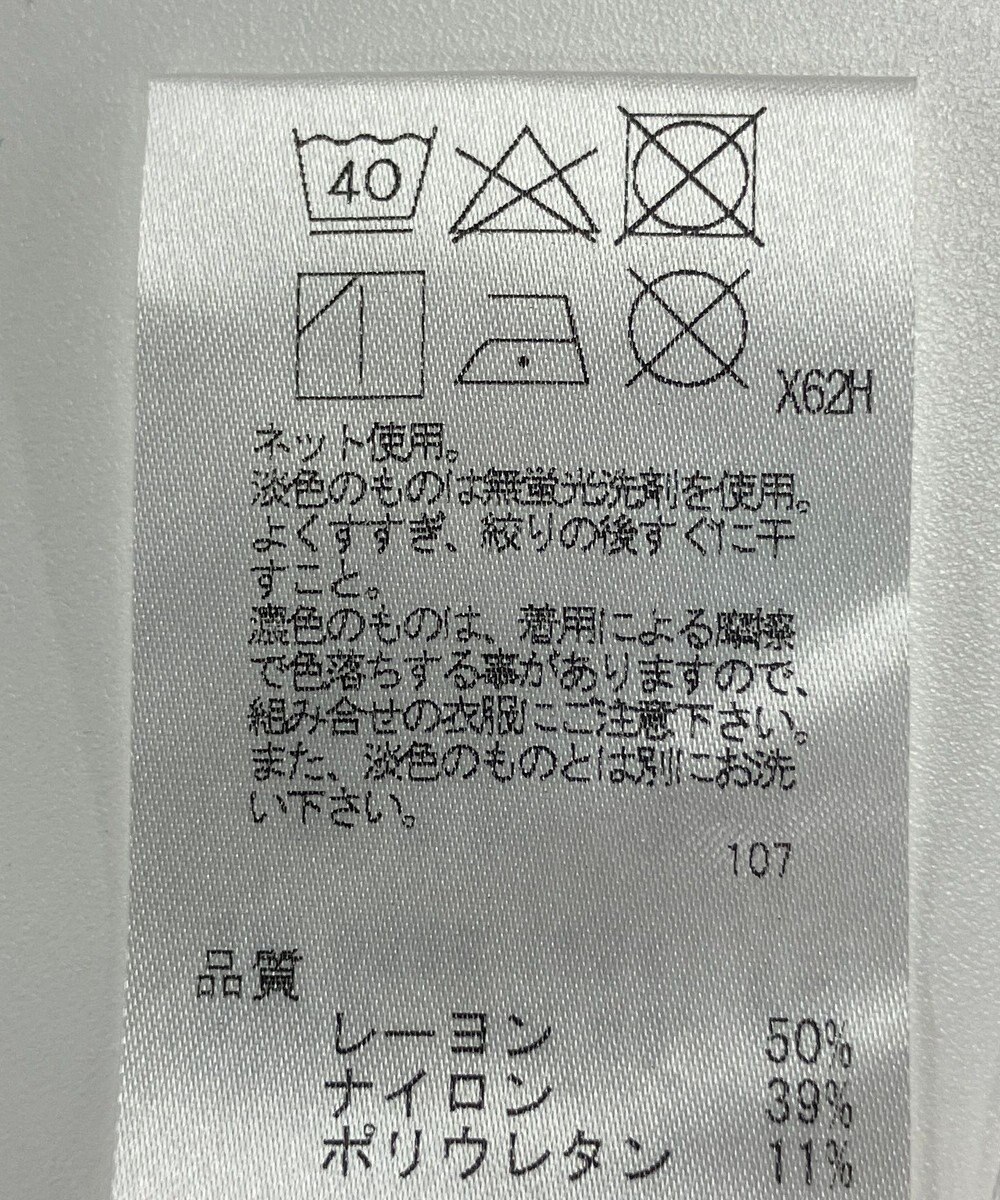 40
X62H
ネット使用。
淡色のものは無蛍光洗剤を使用。
よくすすぎ、絞りの後すぐに干
すこと。
濃色のものは、着用による摩擦
で色落ちする事がありますので、
組み合せの衣服にご注意下さい。
また、淡色のものとは別にお洗
い下さい。
107
品質
レーヨン 50%
ナイロン 39%
ポリウレタン 11%